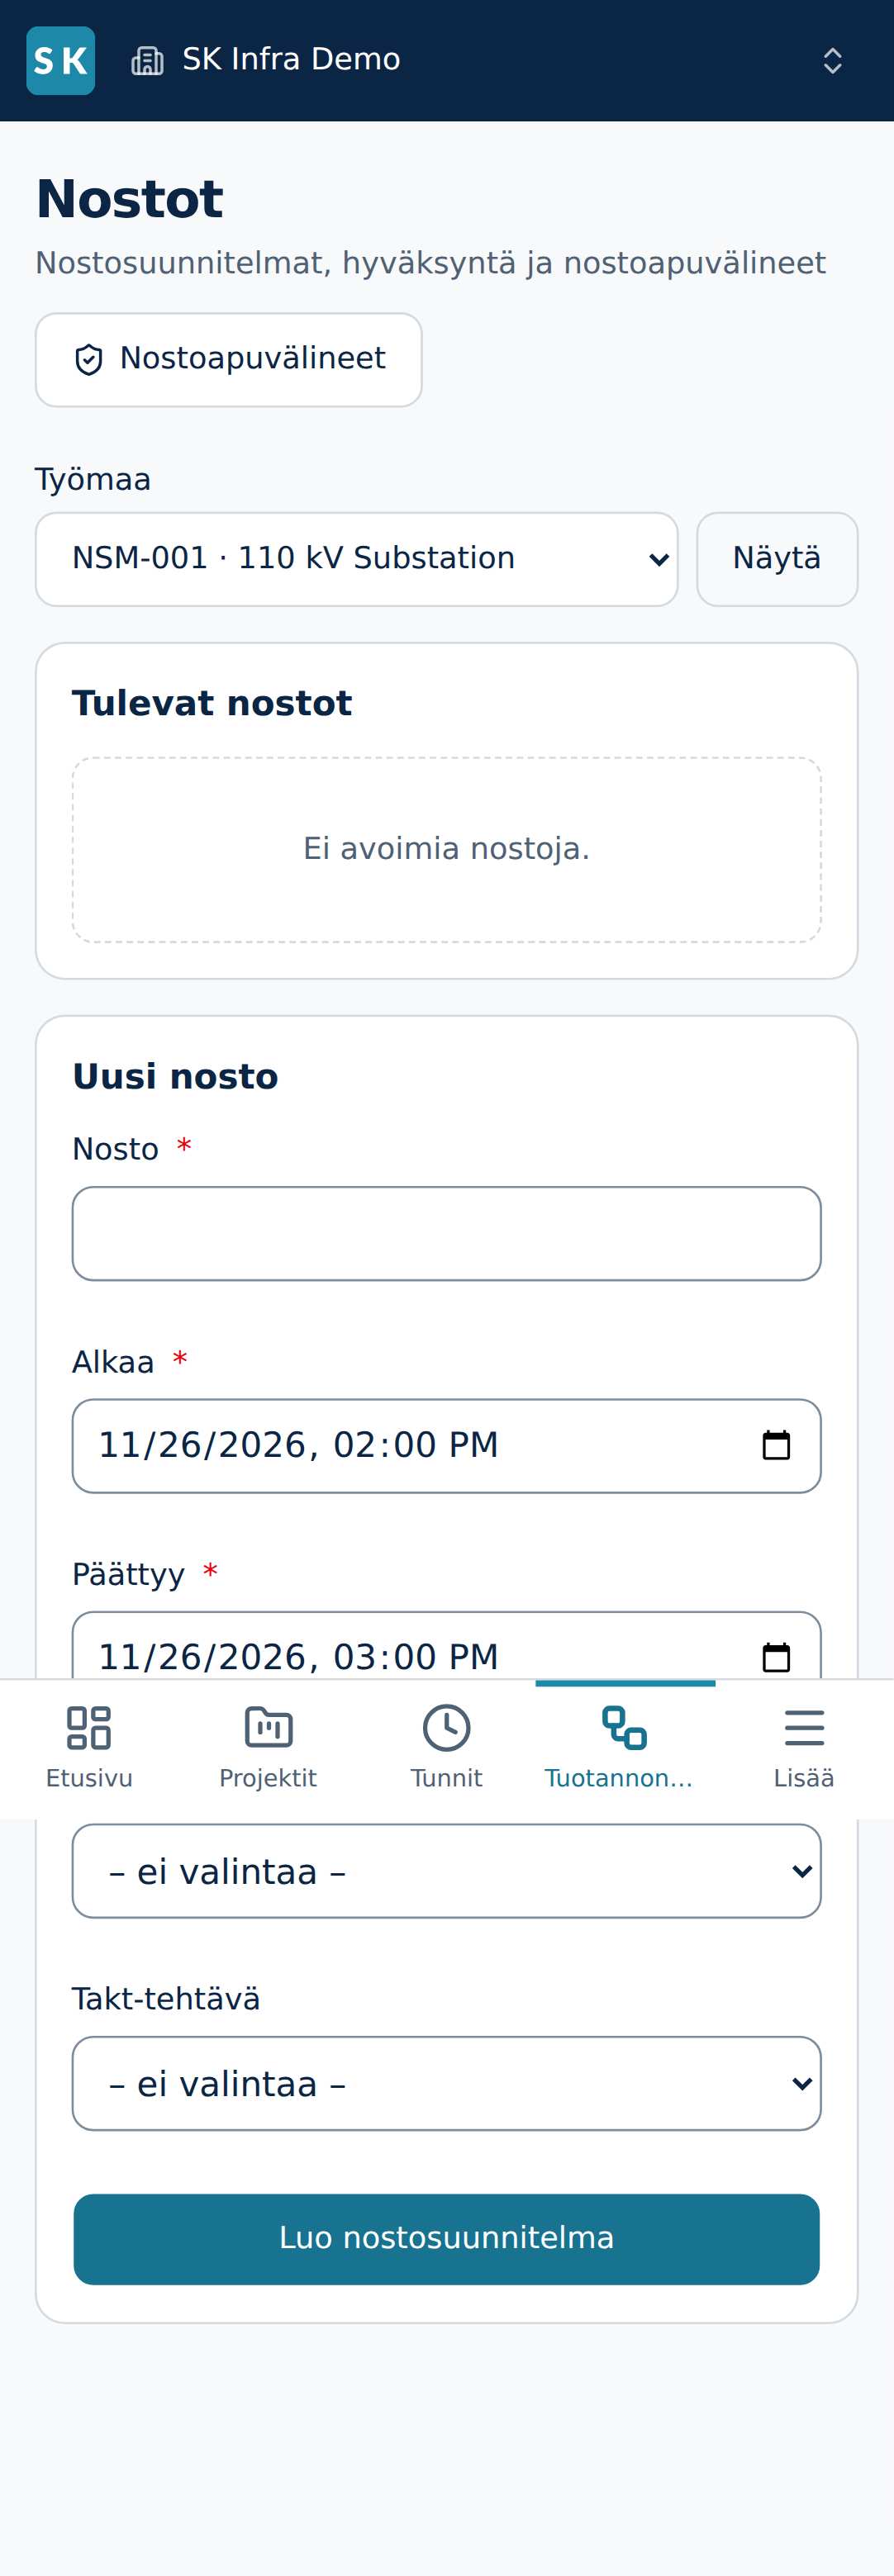 SK SK Infra Demo
Nostot
Nostosuunnitelmat, hyväksyntä ja nostoapuvälineet
Nostoapuvälineet
Työmaa
NSM-001 · 110 kV Substation
Näytä
Tulevat nostot
Ei avoimia nostoja.
Uusi nosto
Nosto *
Alkaa *
11/26/2026, 02:00 PM
Päättyy *
11/26/2026, 03:00 PM
Etusivu Projektit Tunnit Tuotannon... Lisää
– ei valintaa –
Takt-tehtävä
– ei valintaa –
Luo nostosuunnitelma